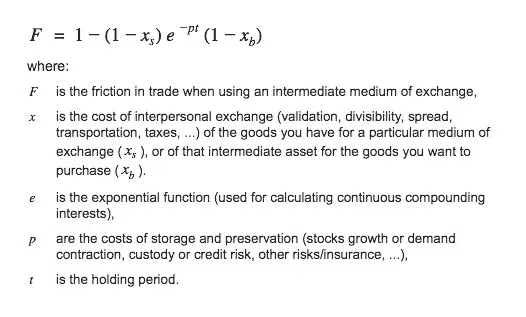 F = 1 – (1 – xₛ) e ⁻ᵖᵗ (1 – x_b)
where:
F is the friction in trade when using an intermediate medium of exchange,
x is the cost of interpersonal exchange (validation, divisibility, spread,
transportation, taxes, ...) of the goods you have for a particular medium of
exchange (xₛ), or of that intermediate asset for the goods you want to
purchase (x_b).
e is the exponential function (used for calculating continuous compounding
interests),
p are the costs of storage and preservation (stocks growth or demand
contraction, custody or credit risk, other risks/insurance, ...),
t is the holding period.